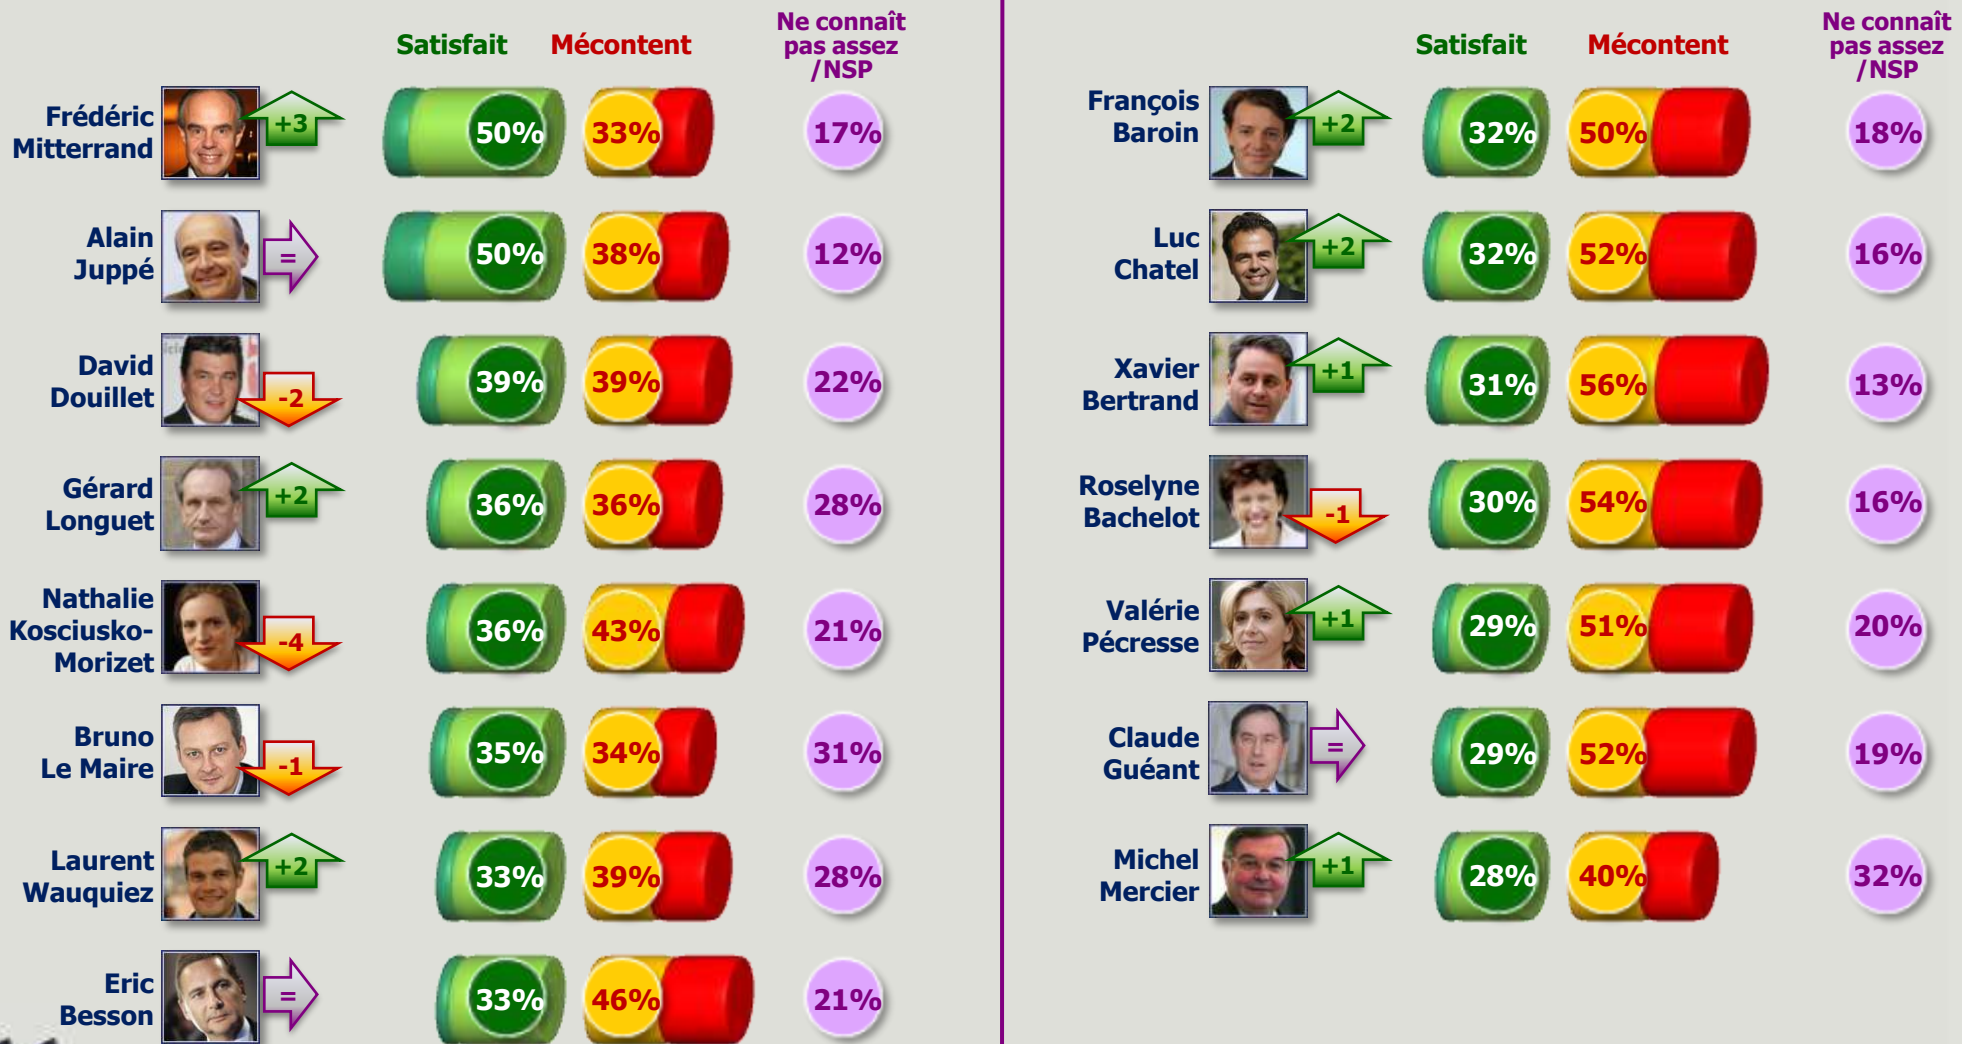 Satisfait Mécontent Ne connaît
pas assez
/NSP
Frédéric
Mitterrand +3 50% 33% 17%
Alain
Juppé = 50% 38% 12%
David
Douillet -2 39% 39% 22%
Gérard
Longuet +2 36% 36% 28%
Nathalie
Kosciusko-
Morizet -4 36% 43% 21%
Bruno
Le Maire -1 35% 34% 31%
Laurent
Wauquiez +2 33% 39% 28%
Eric
Besson = 33% 46% 21%
Satisfait Mécontent Ne connaît
pas assez
/NSP
François
Baroin +2 32% 50% 18%
Luc
Chatel +2 32% 52% 16%
Xavier
Bertrand +1 31% 56% 13%
Roselyne
Bachelot -1 30% 54% 16%
Valérie
Pécresse +1 29% 51% 20%
Claude
Guéant = 29% 52% 19%
Michel
Mercier +1 28% 40% 32%